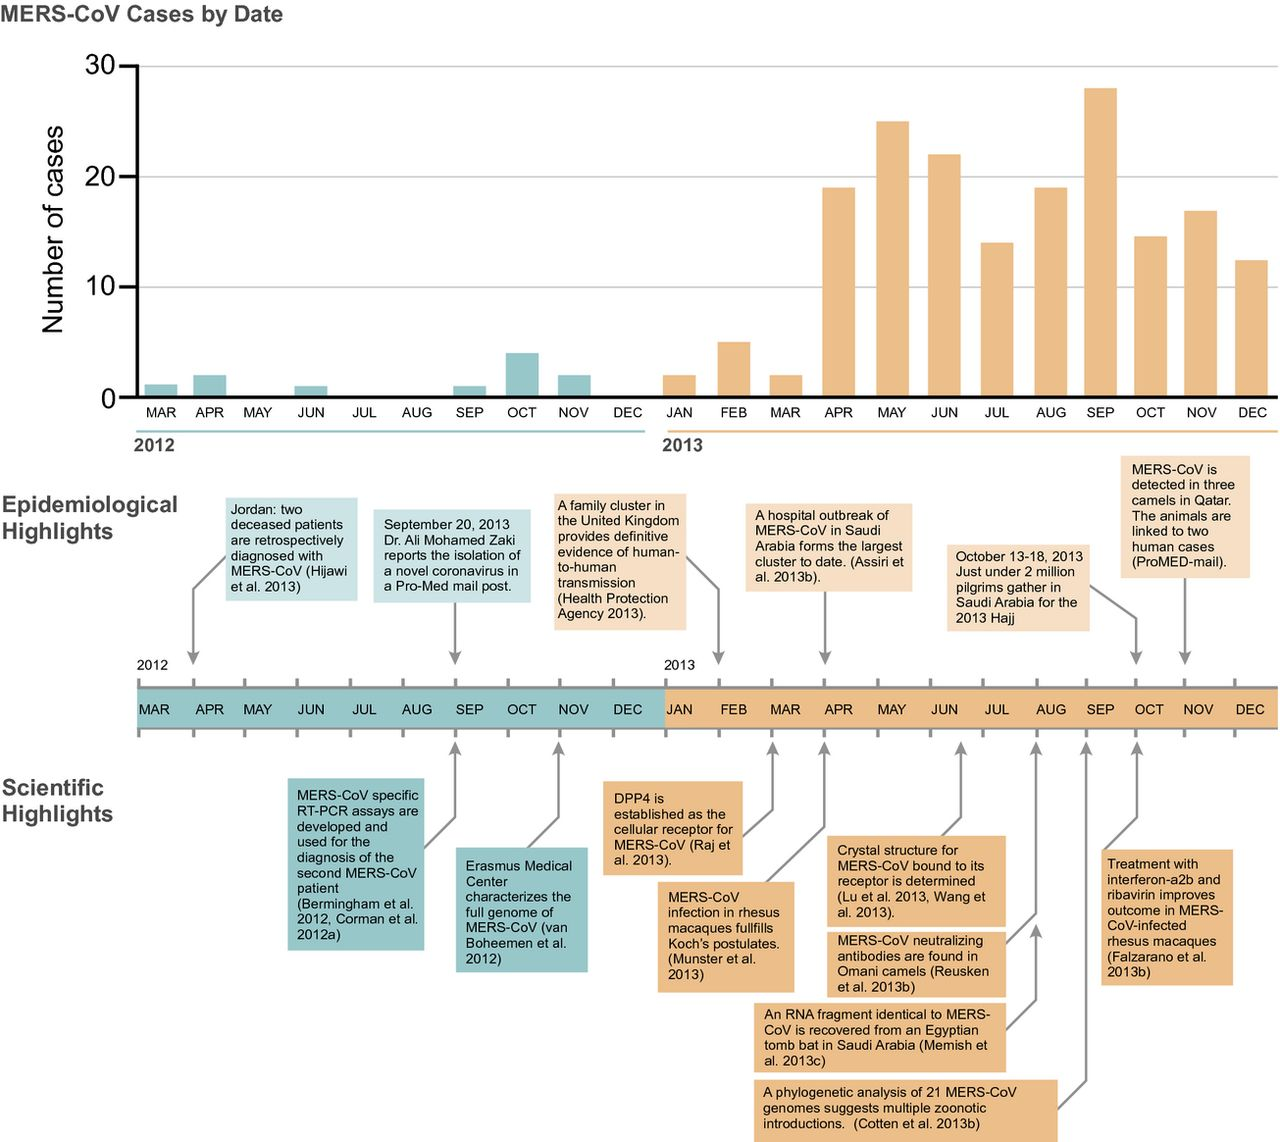 MERS-CoV Cases by Date
30
20
10
0
Number of cases
MAR APR MAY JUN JUL AUG SEP OCT NOV DEC JAN FEB MAR APR MAY JUN JUL AUG SEP OCT NOV DEC
2012 2013
Epidemiological
Highlights
Jordan: two
deceased patients
are retrospectively
diagnosed with
MERS-CoV (Hijawi
et al. 2013)
September 20, 2013
Dr. Ali Mohamed Zaki
reports the isolation of
a novel coronavirus in
a Pro-Med mail post.
A family cluster in
the United Kingdom
provides definitive
evidence of human-
to-human
transmission
(Health Protection
Agency 2013).
A hospital outbreak of
MERS-CoV in Saudi
Arabia forms the largest
cluster to date. (Assiri et
al. 2013b).
October 13-18, 2013
Just under 2 million
pilgrims gather in
Saudi Arabia for the
2013 Hajj
MERS-CoV is
detected in three
camels in Qatar.
The animals are
linked to two
human cases
(ProMED-mail).
2012 2013
MAR APR MAY JUN JUL AUG SEP OCT NOV DEC JAN FEB MAR APR MAY JUN JUL AUG SEP OCT NOV DEC
Scientific
Highlights
MERS-CoV specific
RT-PCR assays are
developed and
used for the
diagnosis of the
second MERS-CoV
patient
(Bermingham et al.
2012, Corman et al.
2012a)
Erasmus Medical
Center
characterizes the
full genome of
MERS-CoV (van
Boheemen et al.
2012)
DPP4 is
established as the
cellular receptor for
MERS-CoV (Raj et
al. 2013).
MERS-CoV
infection in rhesus
macaques fullfills
Koch's postulates.
(Munster et al.
2013)
Crystal structure for
MERS-CoV bound to its
receptor is determined
(Lu et al. 2013, Wang et
al. 2013).
MERS-CoV neutralizing
antibodies are found in
Omani camels (Reusken
et al. 2013b)
An RNA fragment identical to MERS-
CoV is recovered from an Egyptian
tomb bat in Saudi Arabia (Memish et
al. 2013c)
A phylogenetic analysis of 21 MERS-CoV
genomes suggests multiple zoonotic
introductions. (Cotten et al. 2013b)
Treatment with
interferon-a2b and
ribavirin improves
outcome in MERS-
CoV-infected
rhesus macaques
(Falzarano et al.
2013b)